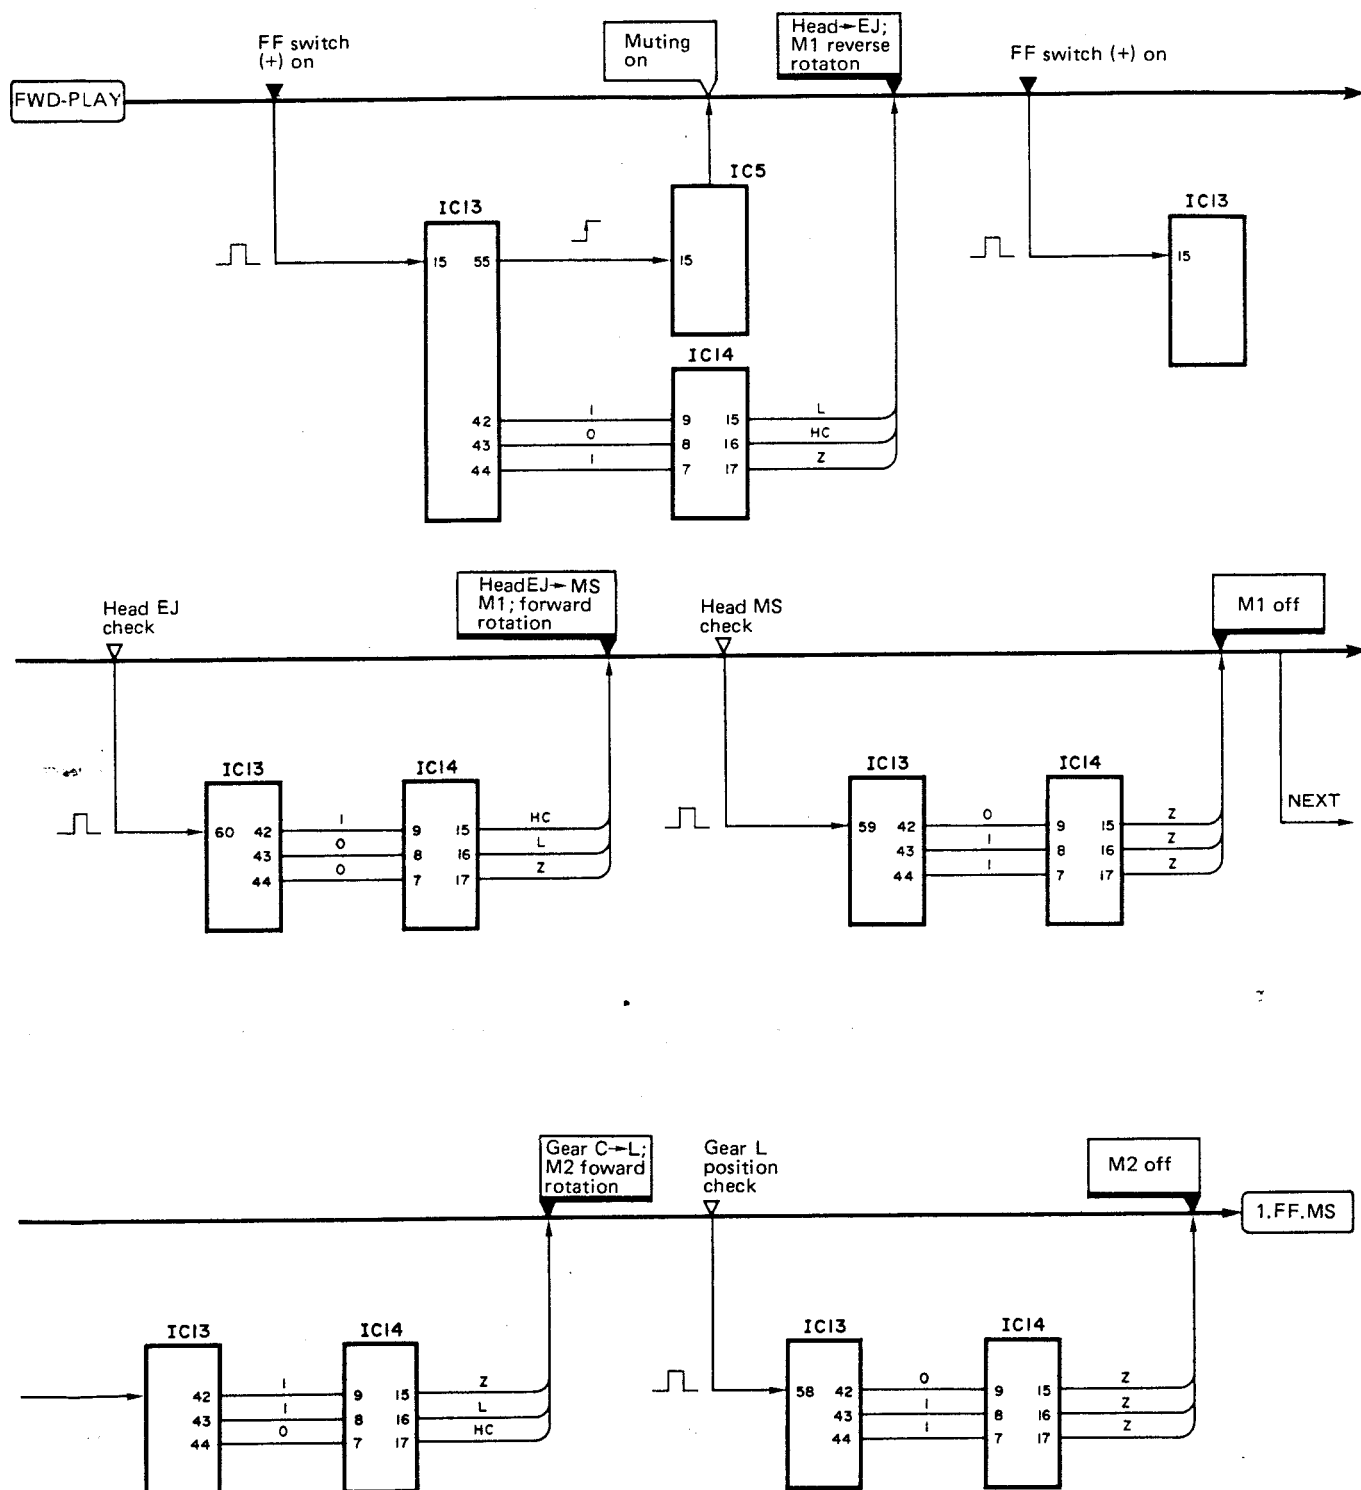 FF switch
(+) on
Muting
on
Head→EJ;
M1 reverse
rotaton
FF switch (+) on
FWD-PLAY
IC13
15 55
42
43
44
IC5
15
1
0
1
IC14
9 15
8 16
7 17
L
HC
Z
IC13
15
Head EJ
check
HeadEJ→MS
M1; forward
rotation
Head MS
check
M1 off
IC13
60 42
43
44
1
0
0
IC14
9 15
8 16
7 17
HC
L
Z
IC13
59 42
43
44
0
1
1
IC14
9 15
8 16
7 17
Z
Z
Z
NEXT
Gear C→L;
M2 foward
rotation
Gear L
position
check
M2 off
1.FF.MS
IC13
42
43
44
1
1
0
IC14
9 15
8 16
7 17
Z
L
HC
IC13
58 42
43
44
0
1
1
IC14
9 15
8 16
7 17
Z
Z
Z